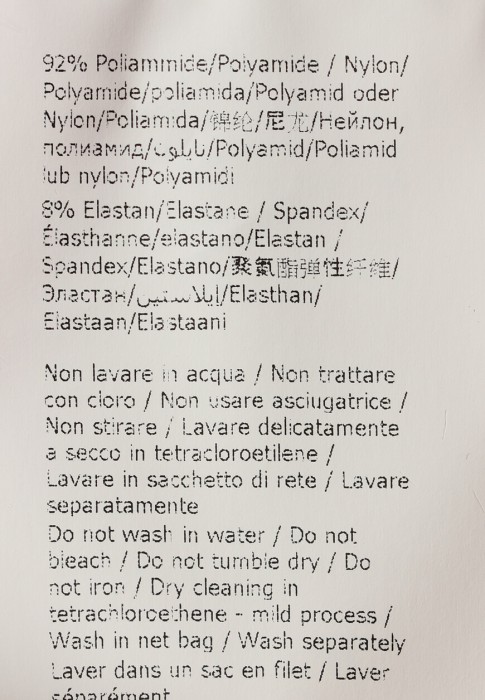 92% Poliammide/Polyamide / Nylon/
Polyamide/poliamida/Polyamid oder
Nylon/Poliamida/锦纶/尼龙/Нейлон,
полиамид/نايلون/Polyamid/Poliamid
lub nylon/Polyamidi
8% Elastan/Elastane / Spandex/
Élasthanne/elastano/Elastan /
Spandex/Elastano/聚氨酯弹性纤维/
Эластан/إيلاستين/Elasthan/
Elastaan/Elastaani
Non lavare in acqua / Non trattare
con cloro / Non usare asciugatrice /
Non stirare / Lavare delicatamente
a secco in tetracloroetilene /
Lavare in sacchetto di rete / Lavare
separatamente
Do not wash in water / Do not
bleach / Do not tumble dry / Do
not iron / Dry cleaning in
tetrachloroethene - mild process /
Wash in net bag / Wash separately
Laver dans un sac en filet / Laver
séparément